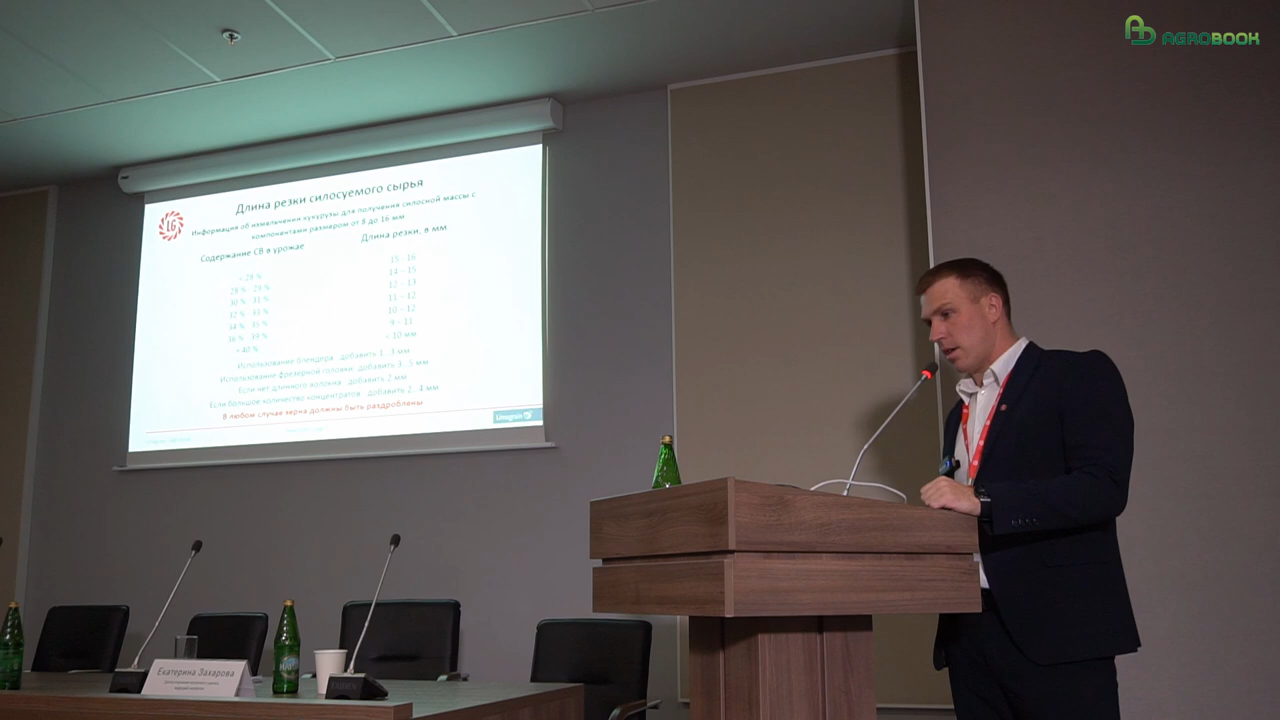 AGROBOOK
LG
Длина резки силосуемого сырья
Информация об измельчении кукурузы для получения силосной массы с
компонентами размером от 8 до 16 мм
Содержание СВ в урожае
Длина резки, в мм
< 28 %
15 - 16
28 % - 29 %
14 - 15
30 % - 31 %
12 - 13
32 % - 33 %
11 - 12
34 % - 35 %
10 - 12
36 % - 39 %
9 - 11
40 %
< 10 мм
Использование блендера: добавить 1...3 мм
Использование фрезерной головки: добавить 3...5 мм
Если нет длинного волокна: добавить 2 мм
Если большое количество концентратов: добавить 2...4 мм
В любом случае зерна должны быть раздроблены
Limagrain
Екатерина Захарова